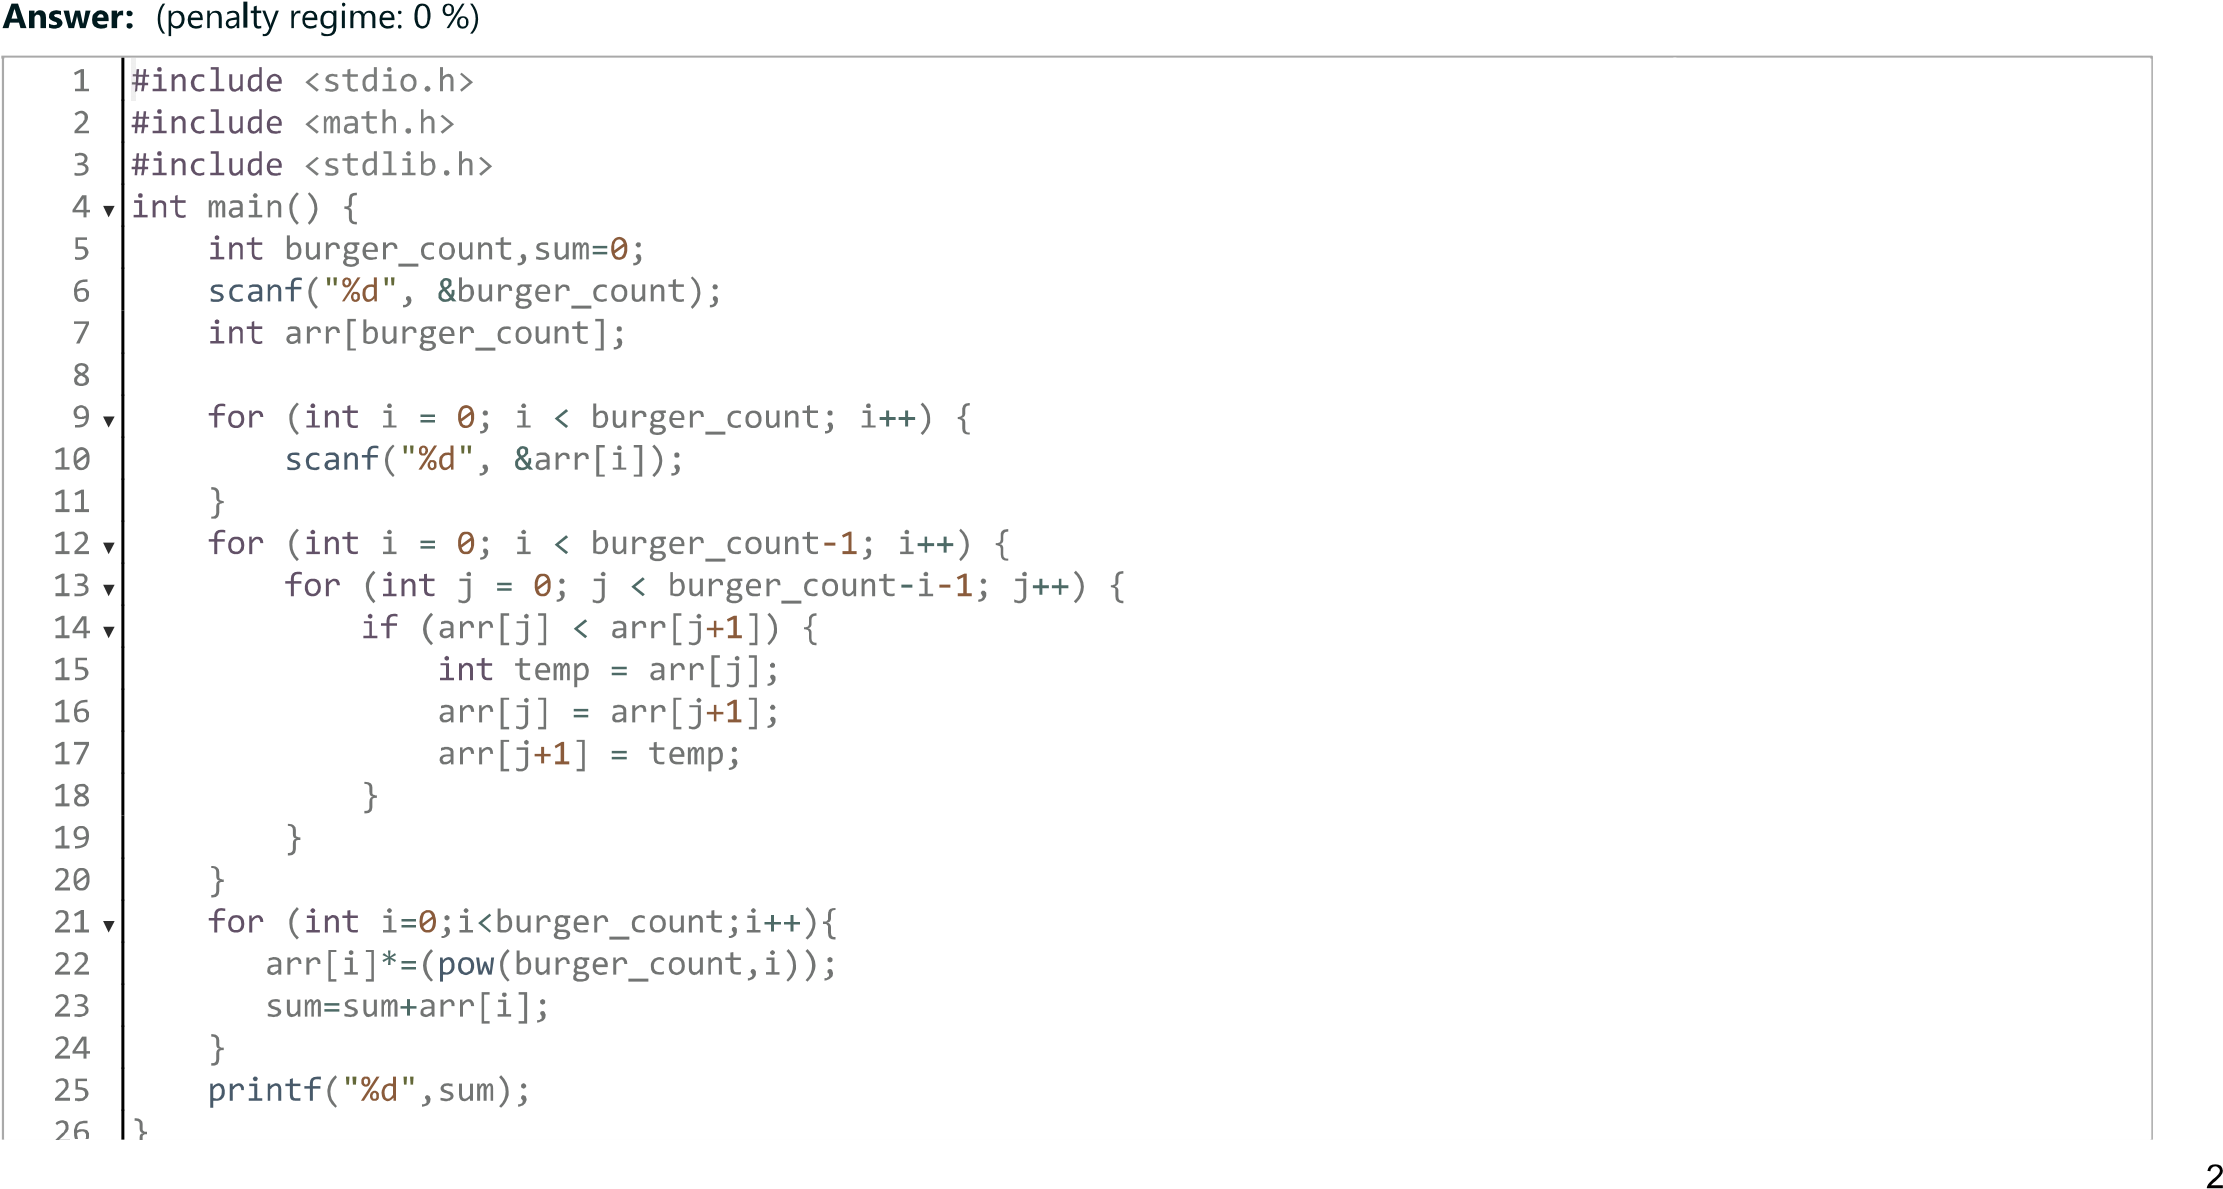 Answer: (penalty regime: 0 %)
1 #include <stdio.h>
2 #include <math.h>
3 #include <stdlib.h>
4 int main() {
5     int burger_count,sum=0;
6     scanf("%d", &burger_count);
7     int arr[burger_count];
8
9     for (int i = 0; i < burger_count; i++) {
10         scanf("%d", &arr[i]);
11     }
12     for (int i = 0; i < burger_count-1; i++) {
13         for (int j = 0; j < burger_count-i-1; j++) {
14             if (arr[j] < arr[j+1]) {
15                 int temp = arr[j];
16                 arr[j] = arr[j+1];
17                 arr[j+1] = temp;
18             }
19         }
20     }
21     for (int i=0;i<burger_count;i++){
22        arr[i]*=(pow(burger_count,i));
23        sum=sum+arr[i];
24     }
25     printf("%d",sum);
26 }
2